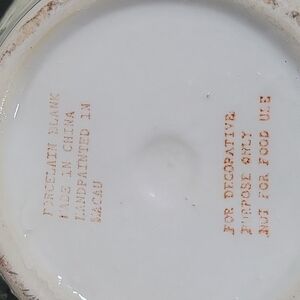 PORCELAIN BLANK
MADE IN CHINA
HANDPAINTED IN
MACAU
FOR DECORATIVE
PURPOSE ONLY
NOT FOR FOOD USE